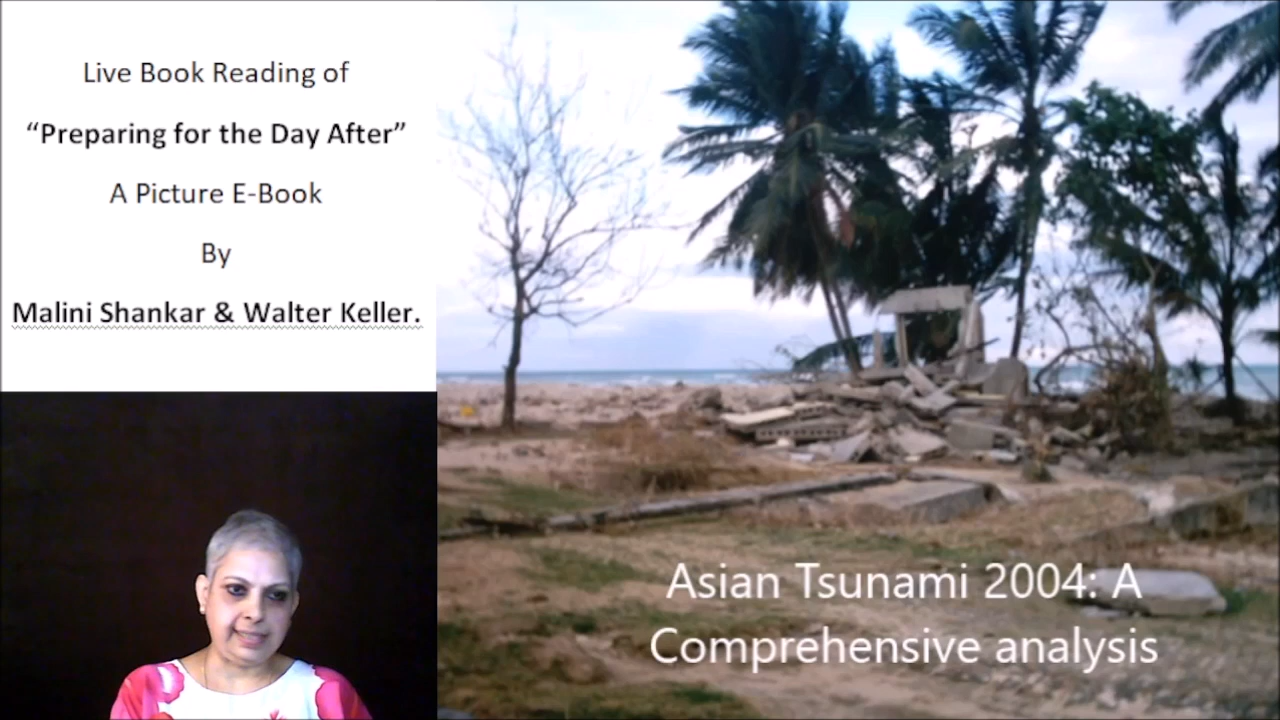 Live Book Reading of
“Preparing for the Day After”
A Picture E-Book
By
Malini Shankar & Walter Keller.
Asian Tsunami 2004: A
Comprehensive analysis